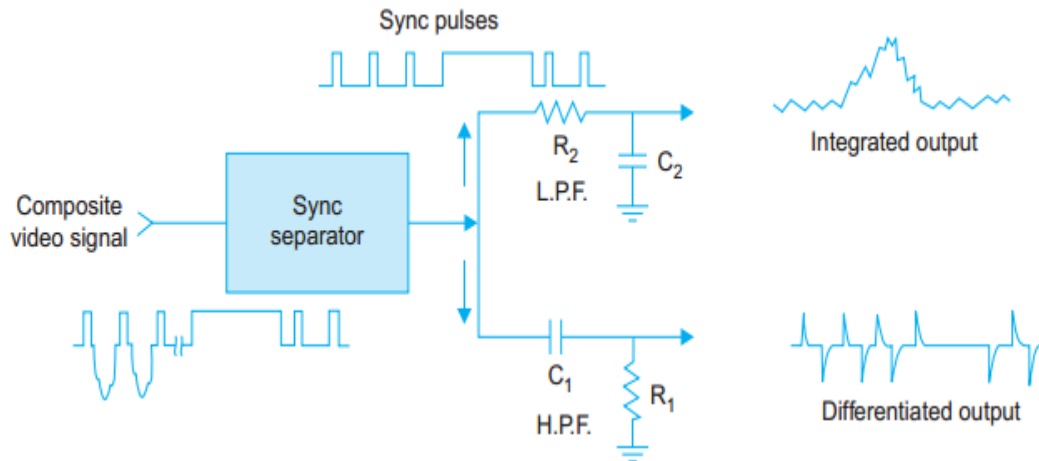 Sync pulses
Integrated output
R2
C2
L.P.F.
Composite
video signal
Sync
separator
C1
R1
H.P.F.
Differentiated output